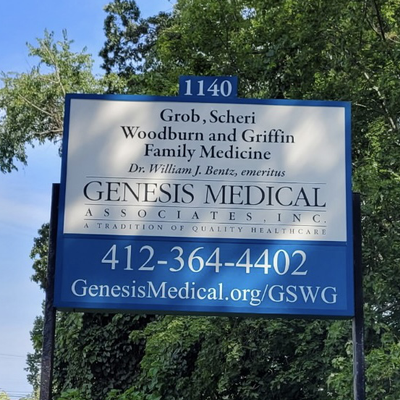 1140
Grob, Scheri
Woodburn and Griffin
Family Medicine
Dr. William J. Bentz, emeritus
GENESIS MEDICAL
ASSOCIATES, INC.
A TRADITION OF QUALITY HEALTHCARE
412-364-4402
GenesisMedical.org/GSWG